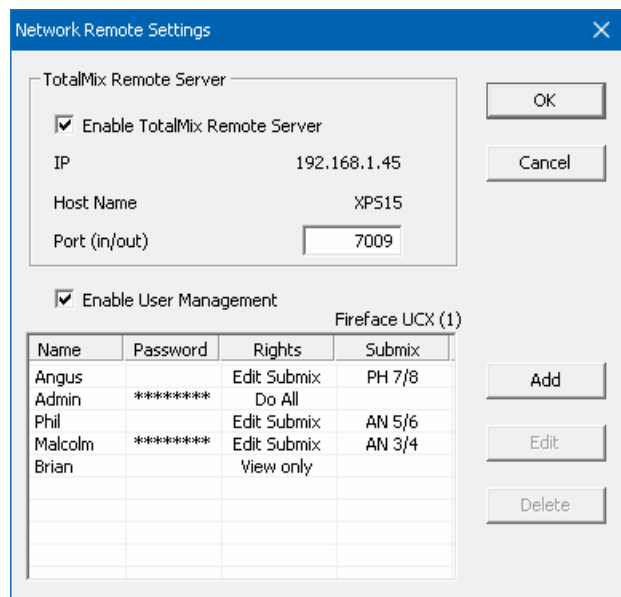 Network Remote Settings
TotalMix Remote Server
OK
Enable TotalMix Remote Server
IP 192.168.1.45
Cancel
Host Name XPS15
Port (in/out) 7009
Enable User Management
Fireface UCX (1)
Name Password Rights Submix
Angus Edit Submix PH 7/8
Add
Admin ******** Do All
Phil Edit Submix AN 5/6
Malcolm ******** Edit Submix AN 3/4
Edit
Brian View only
Delete